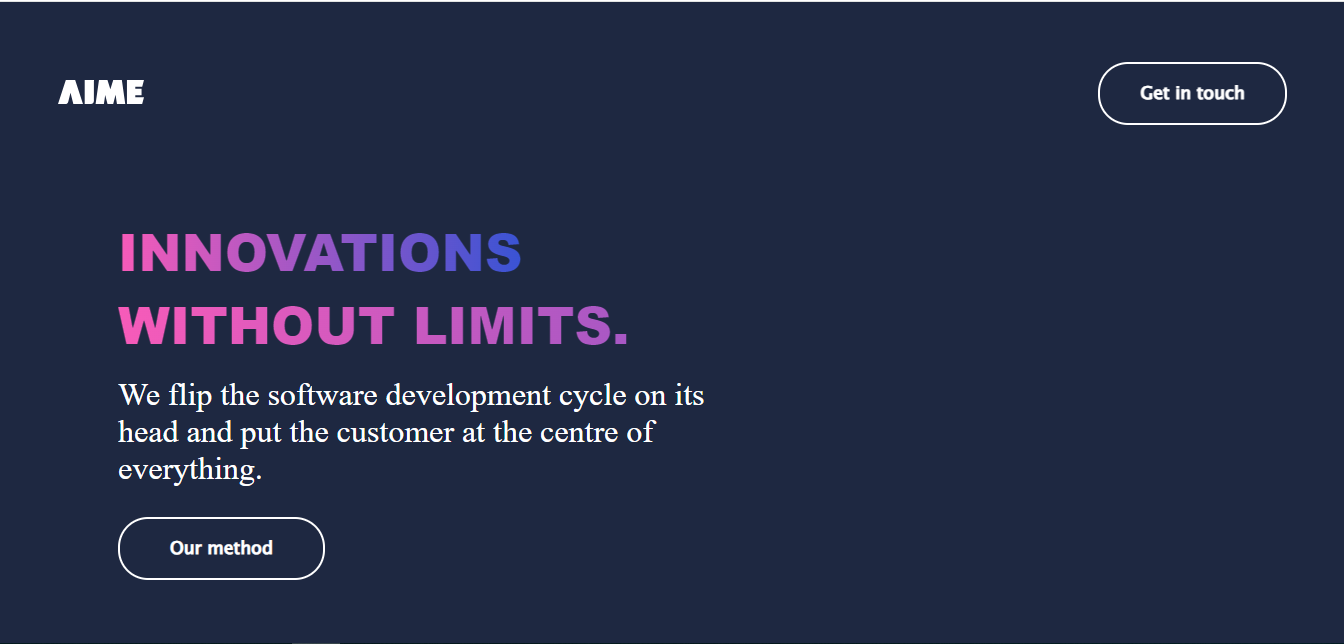 AIME
Get in touch
INNOVATIONS
WITHOUT LIMITS.
We flip the software development cycle on its
head and put the customer at the centre of
everything.
Our method